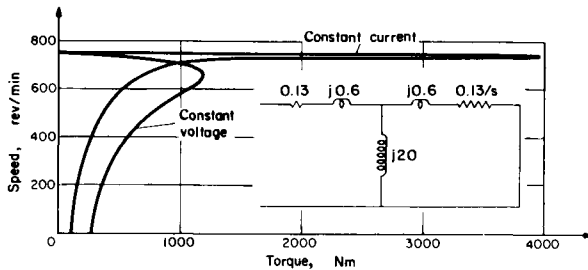 800
600
400
200
0
Speed, rev/min
0
1000
2000
3000
4000
Torque, Nm
Constant current
Constant
voltage
0.13
j0.6
j0.6
0.13/s
j20